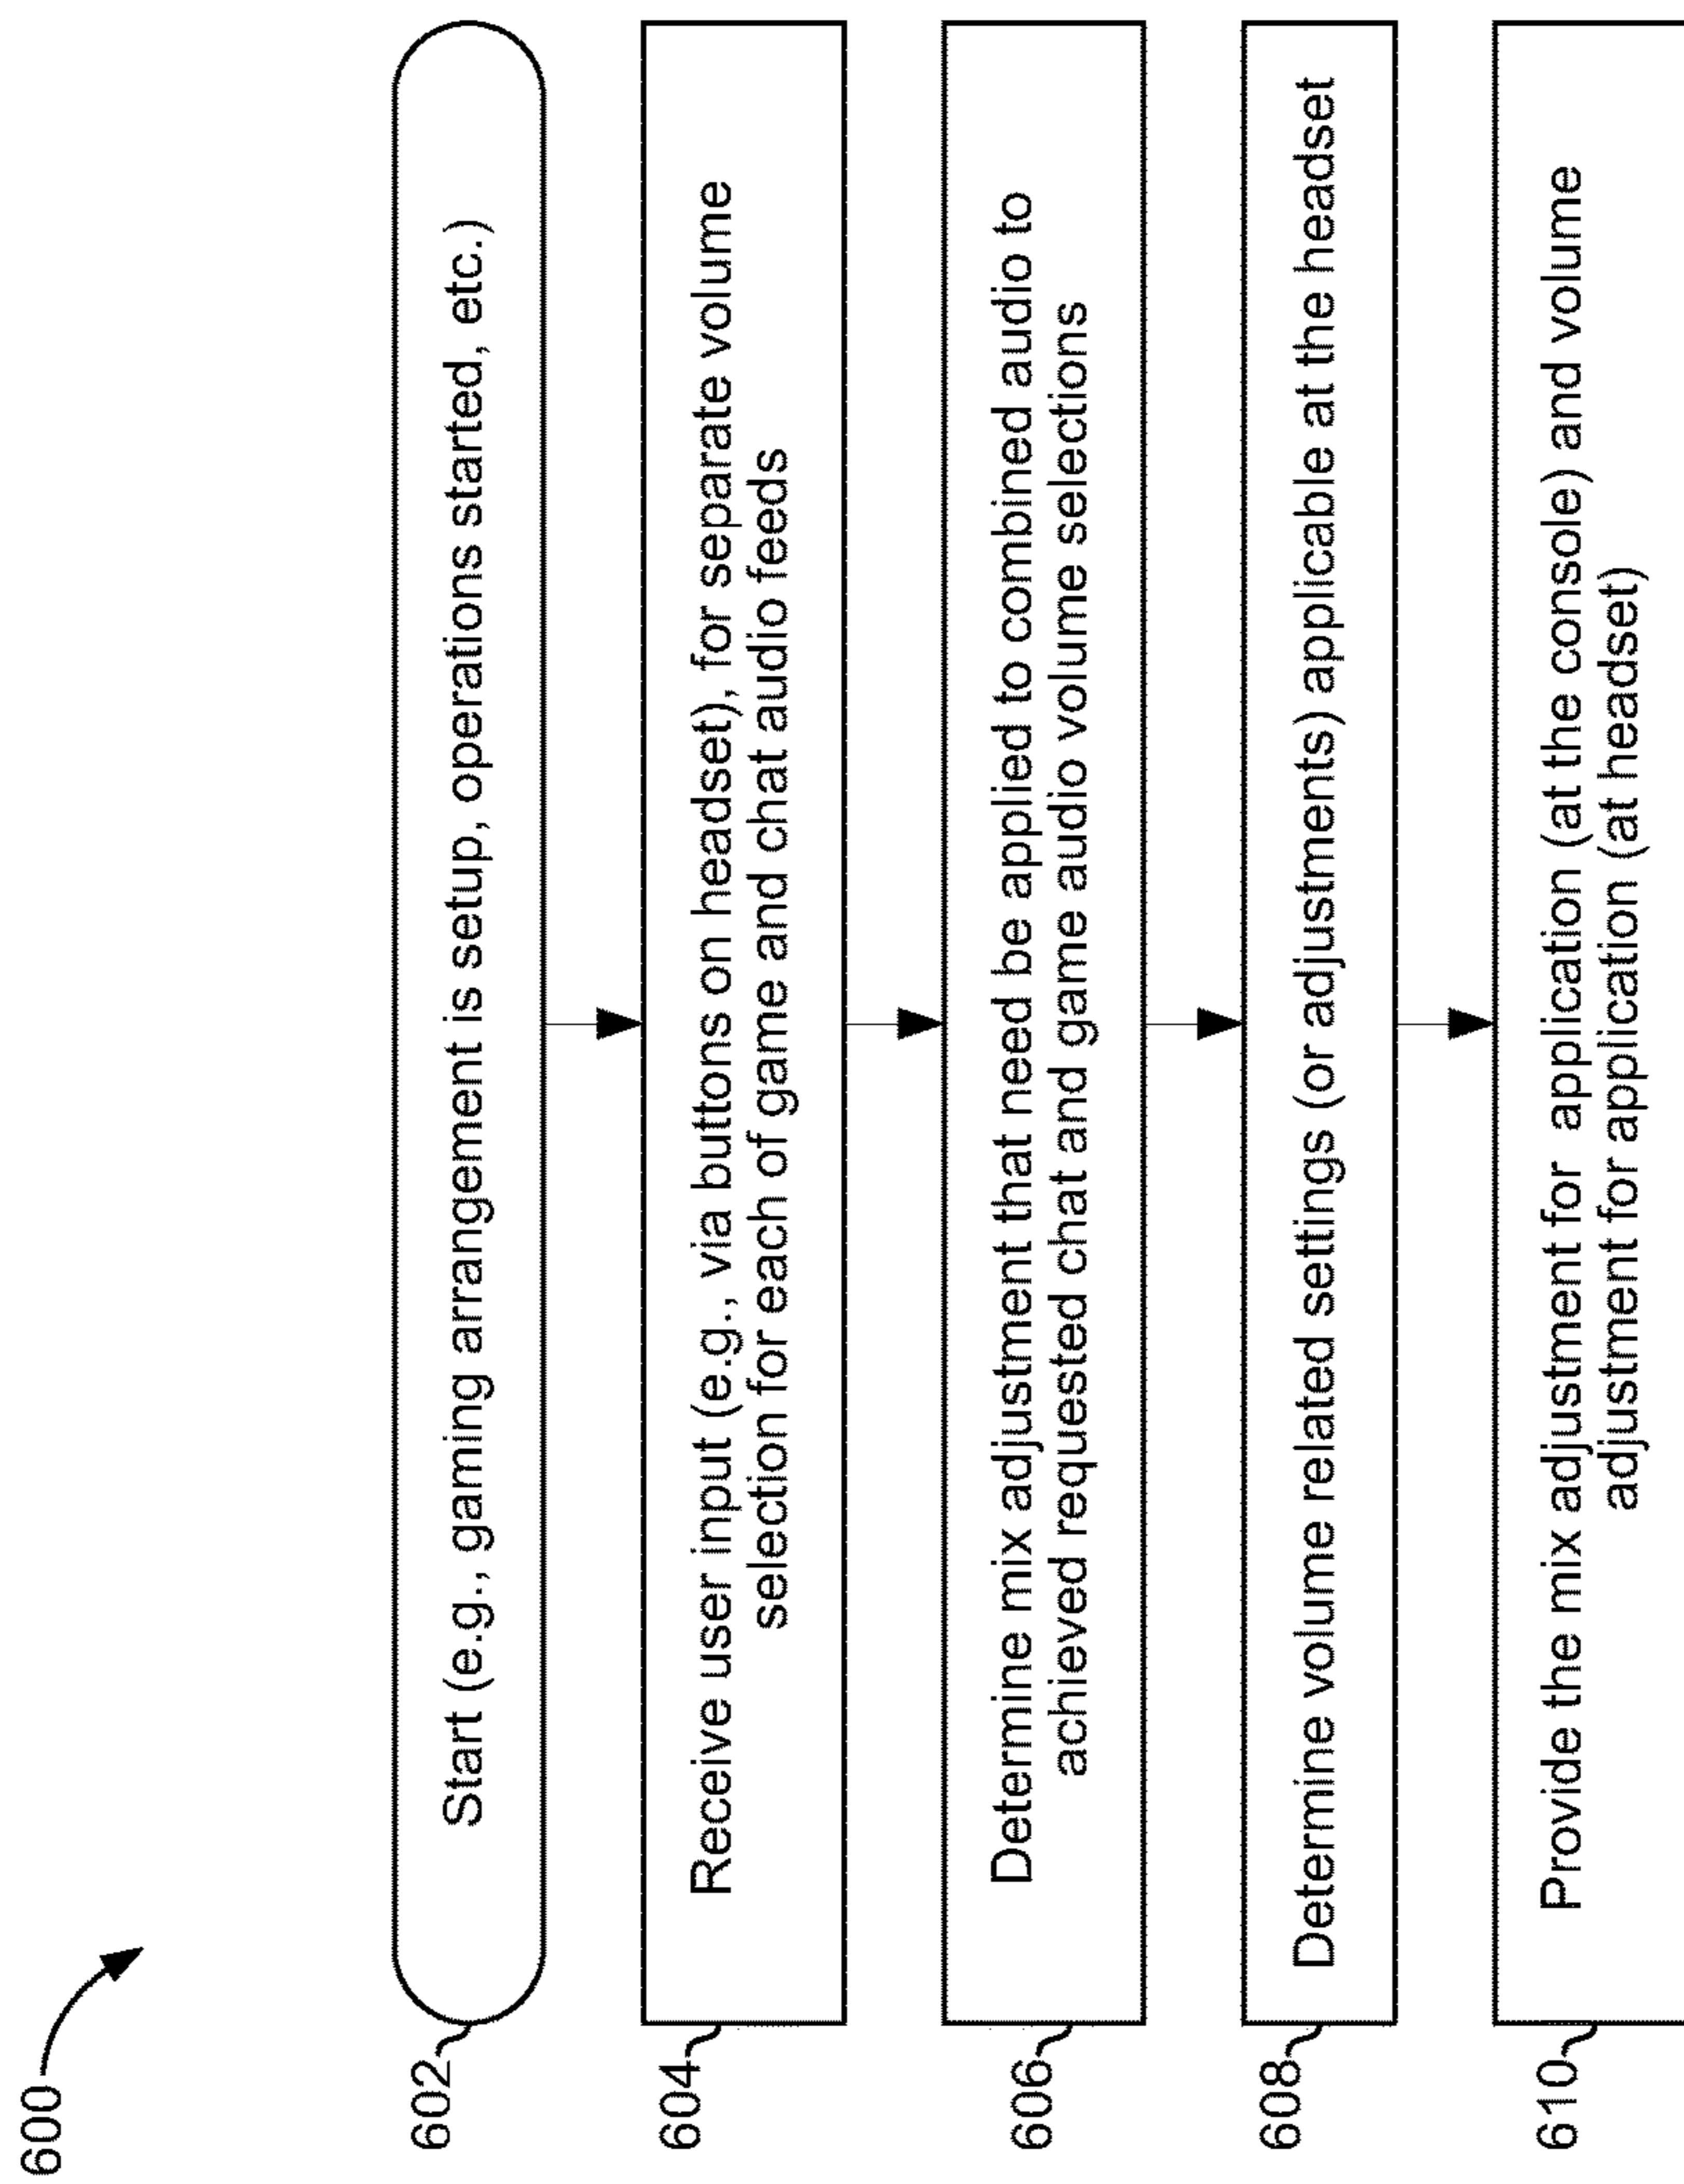 600
602
Start (e.g., gaming arrangement is setup, operations started, etc.)
604
Receive user input (e.g., via buttons on headset), for separate volume
selection for each of game and chat audio feeds
606
Determine mix adjustment that need be applied to combined audio to
achieved requested chat and game audio volume selections
608
Determine volume related settings (or adjustments) applicable at the headset
610
Provide the mix adjustment for application (at the console) and volume
adjustment for application (at headset)